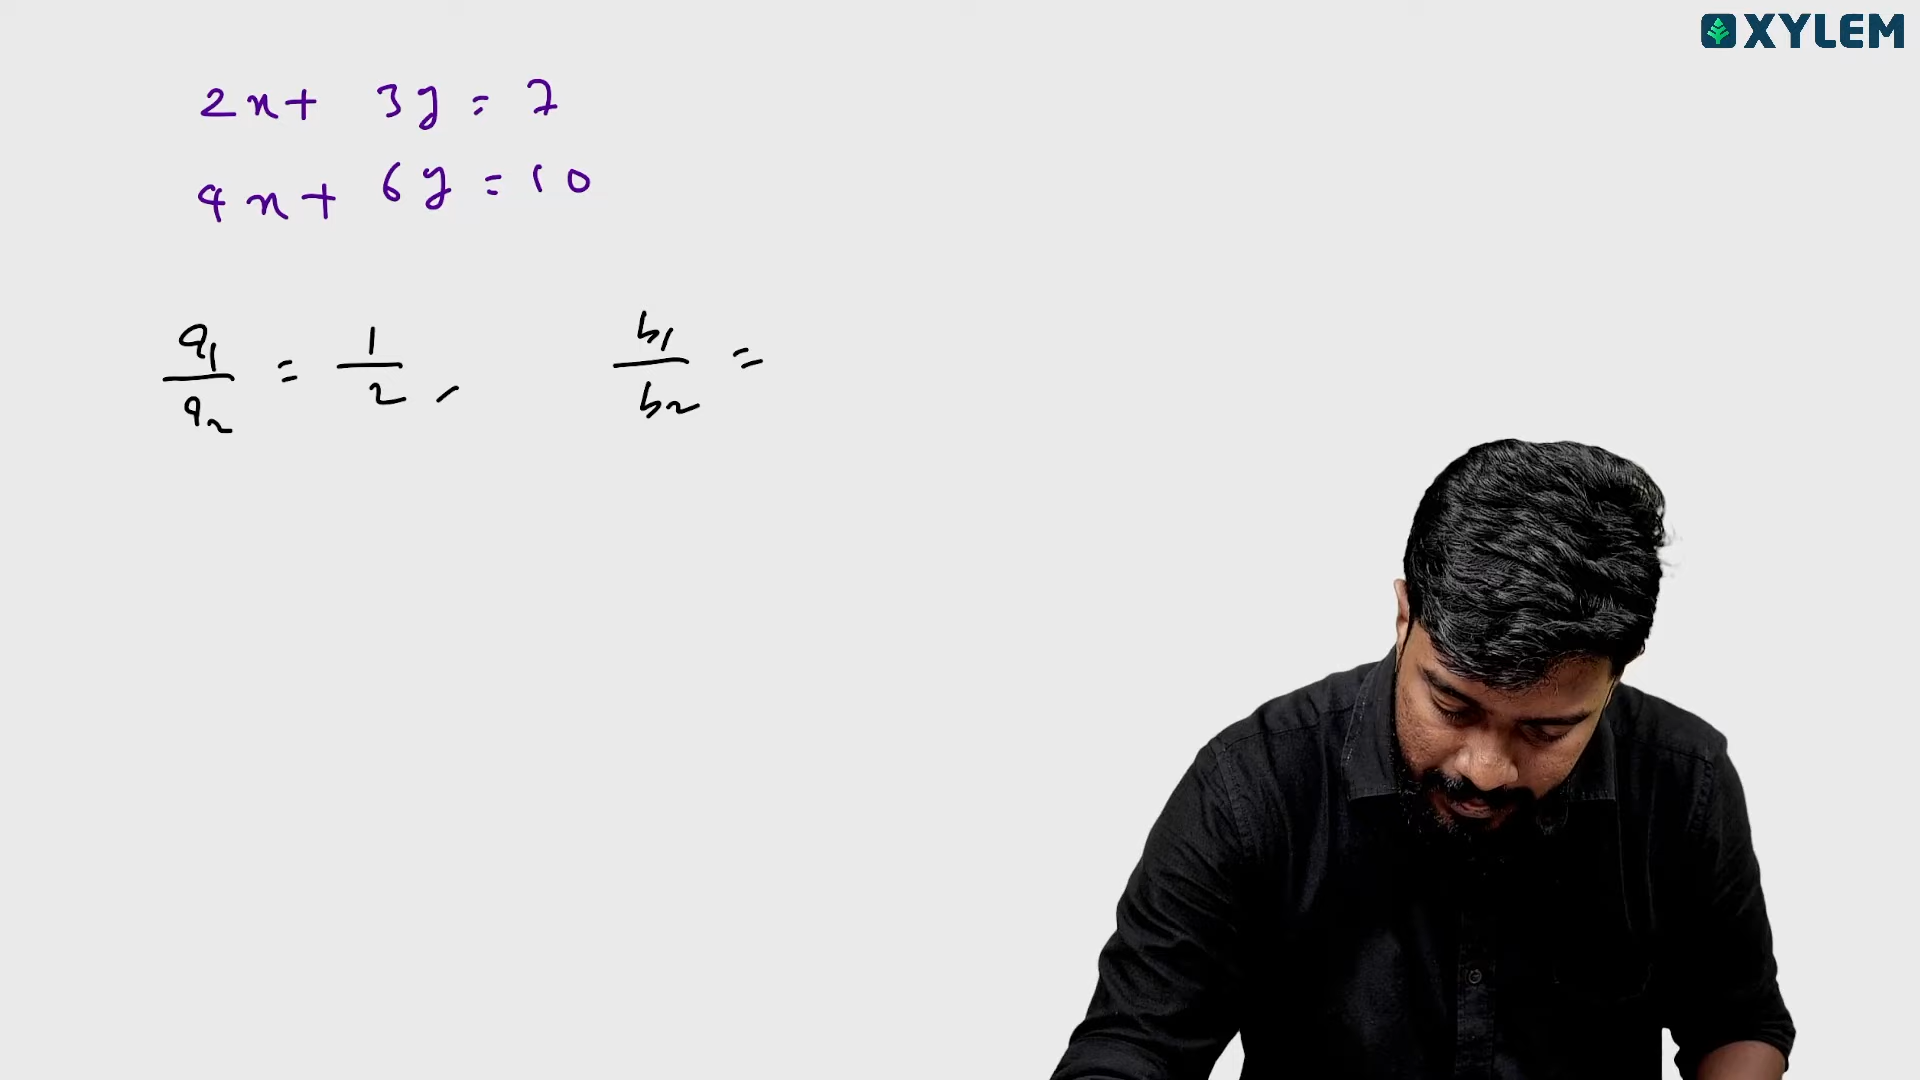 XYLEM
2x + 3y = 7
4x + 6y = 10
a1/a2 = 1/2, b1/b2 =